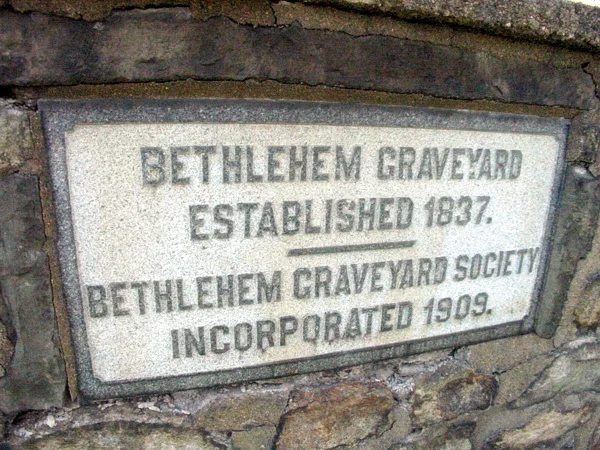 BETHLEHEM GRAVEYARD
ESTABLISHED 1837.
BETHLEHEM GRAVEYARD SOCIETY
INCORPORATED 1909.